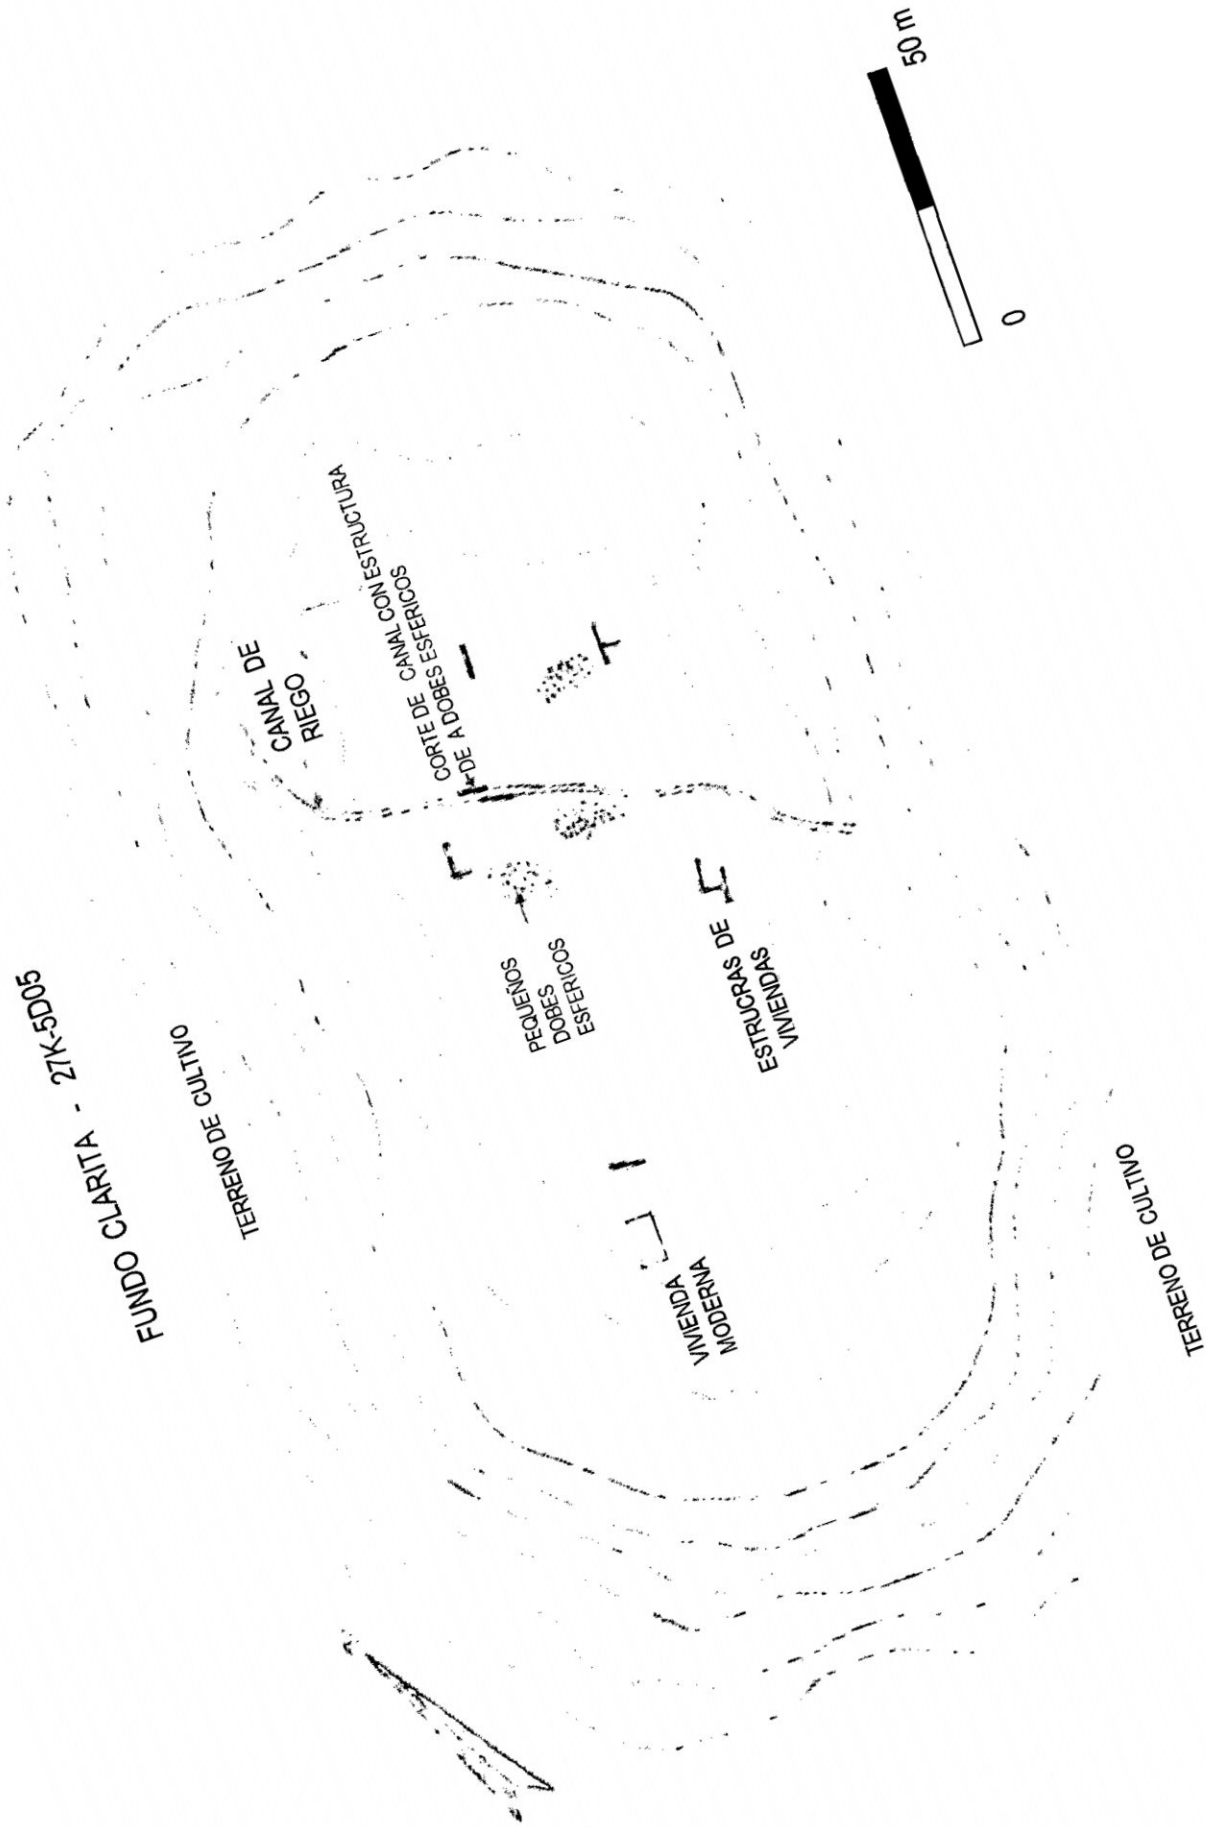 FUNDO CLARITA - 27K-5D05
TERRENO DE CULTIVO
CANAL DE
RIEGO
CORTE DE CANAL CON ESTRUCTURA
DE A DOBES ESFERICOS
PEQUEÑOS
DOBES
ESFERICOS
ESTRUCRAS DE
VIVIENDAS
VIVIENDA
MODERNA
TERRENO DE CULTIVO
0
50 m